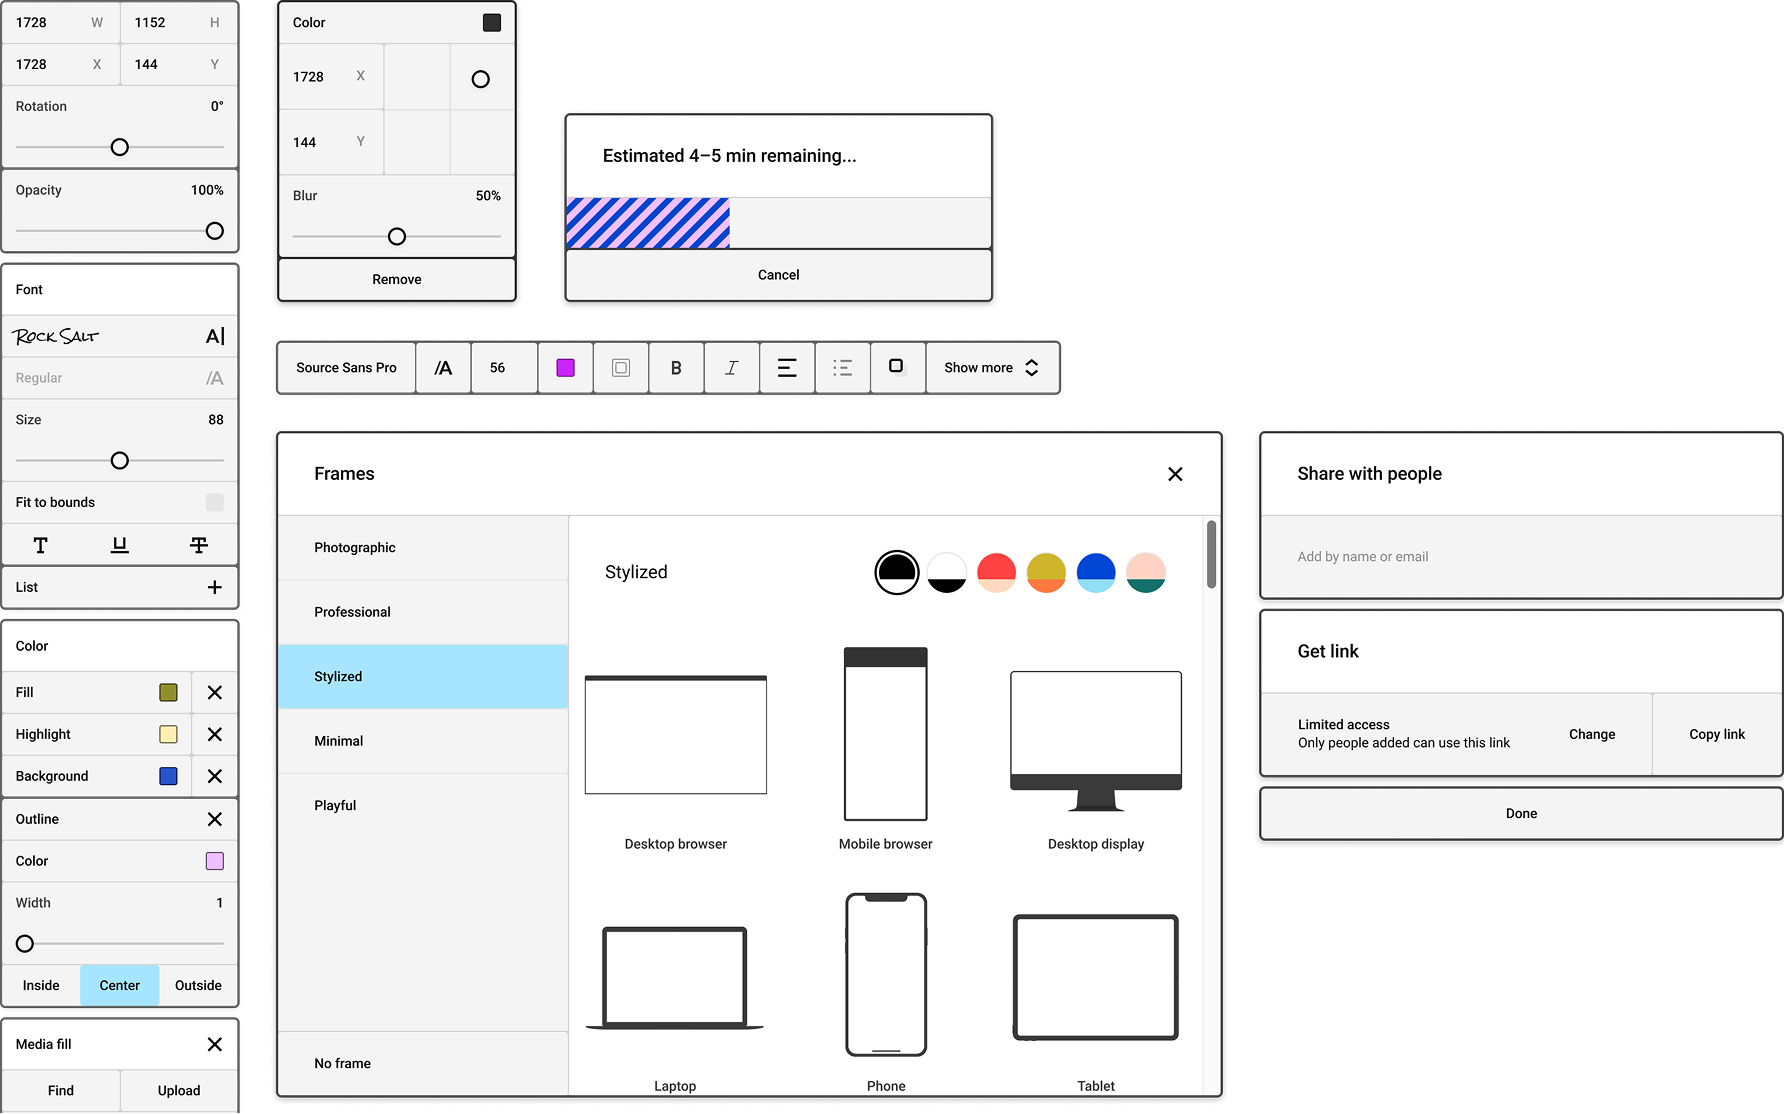 1728 W 1152 H
1728 X 144 Y
Rotation 0°
Opacity 100%
Font
Rock Salt A|
Regular /A
Size 88
Fit to bounds
T U T
List +
Color
Fill
Highlight
Background
Outline
Color
Width 1
Inside Center Outside
Media fill
Find Upload
Color
1728 X
144 Y
Blur 50%
Remove
Estimated 4–5 min remaining...
Cancel
Source Sans Pro /A 56 B I Show more
Frames
Photographic
Professional
Stylized
Minimal
Playful
No frame
Stylized
Desktop browser Mobile browser Desktop display
Laptop Phone Tablet
Share with people
Add by name or email
Get link
Limited access
Only people added can use this link
Change
Copy link
Done